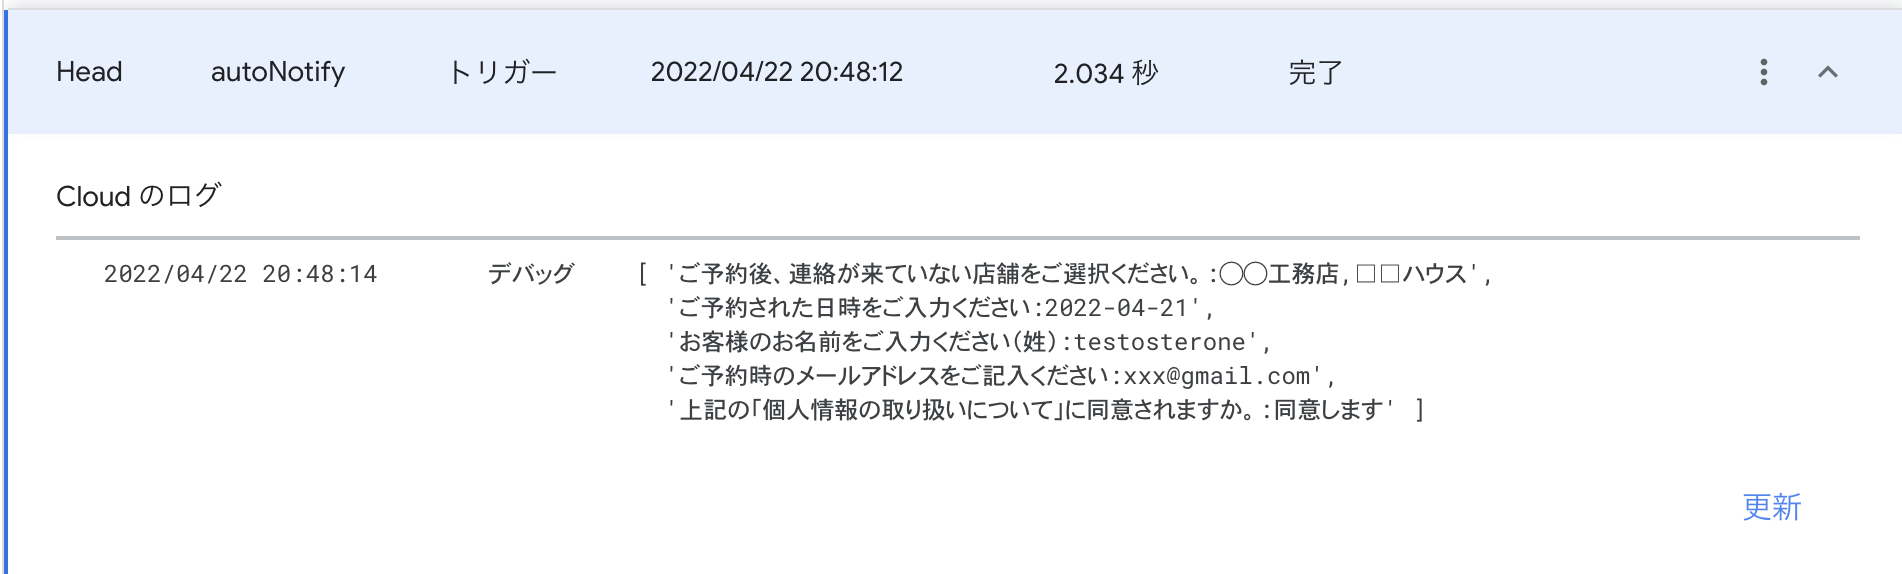 Head autoNotify トリガー 2022/04/22 20:48:12 2.034 秒 完了
Cloud のログ
2022/04/22 20:48:14 デバッグ [ 'ご予約後、連絡が来ていない店舗をご選択ください。:◯◯工務店,□□ハウス',
'ご予約された日時をご入力ください:2022-04-21',
'お客様のお名前をご入力ください(姓):testosterone',
'ご予約時のメールアドレスをご記入ください:xxx@gmail.com',
'上記の「個人情報の取り扱いについて」に同意されますか。:同意します' ]
更新